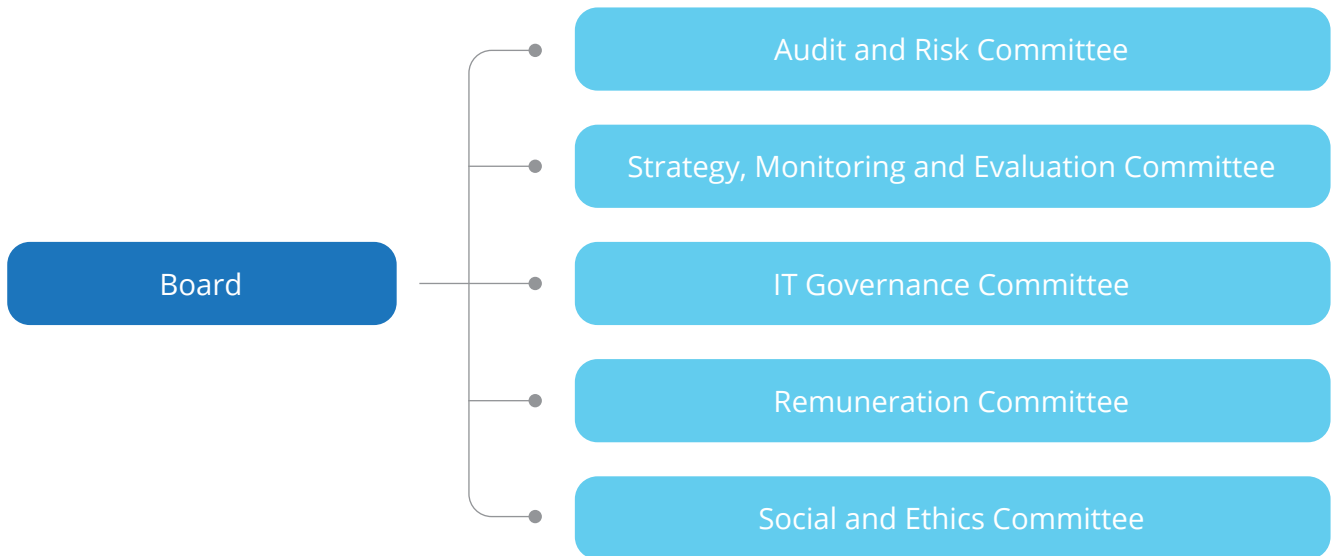 Audit and Risk Committee
Strategy, Monitoring and Evaluation Committee
Board
IT Governance Committee
Remuneration Committee
Social and Ethics Committee